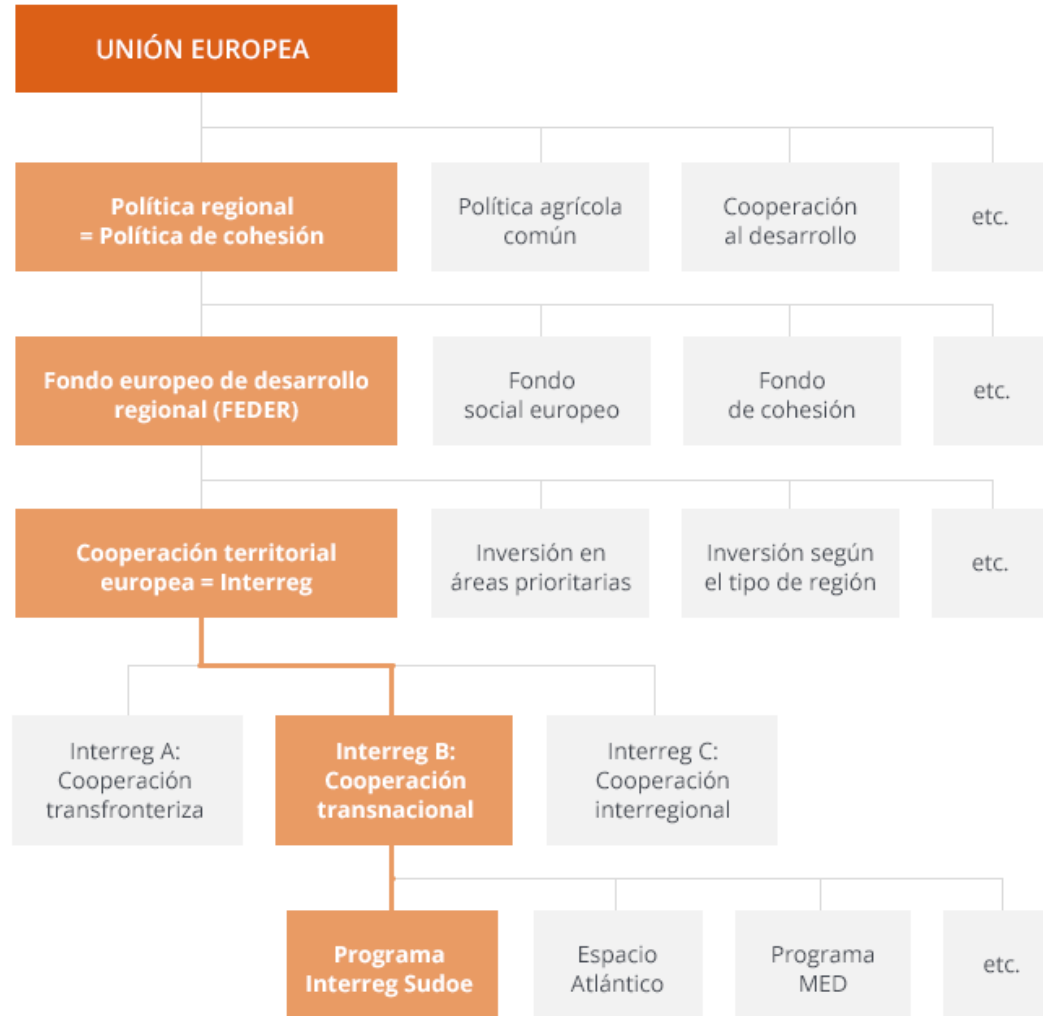 UNIÓN EUROPEA
Política regional
= Política de cohesión
Política agrícola
común
Cooperación
al desarrollo
etc.
Fondo europeo de desarrollo
regional (FEDER)
Fondo
social europeo
Fondo
de cohesión
etc.
Cooperación territorial
europea = Interreg
Inversión en
áreas prioritarias
Inversión según
el tipo de región
etc.
Interreg A:
Cooperación
transfronteriza
Interreg B:
Cooperación
transnacional
Interreg C:
Cooperación
interregional
Programa
Interreg Sudoe
Espacio
Atlántico
Programa
MED
etc.